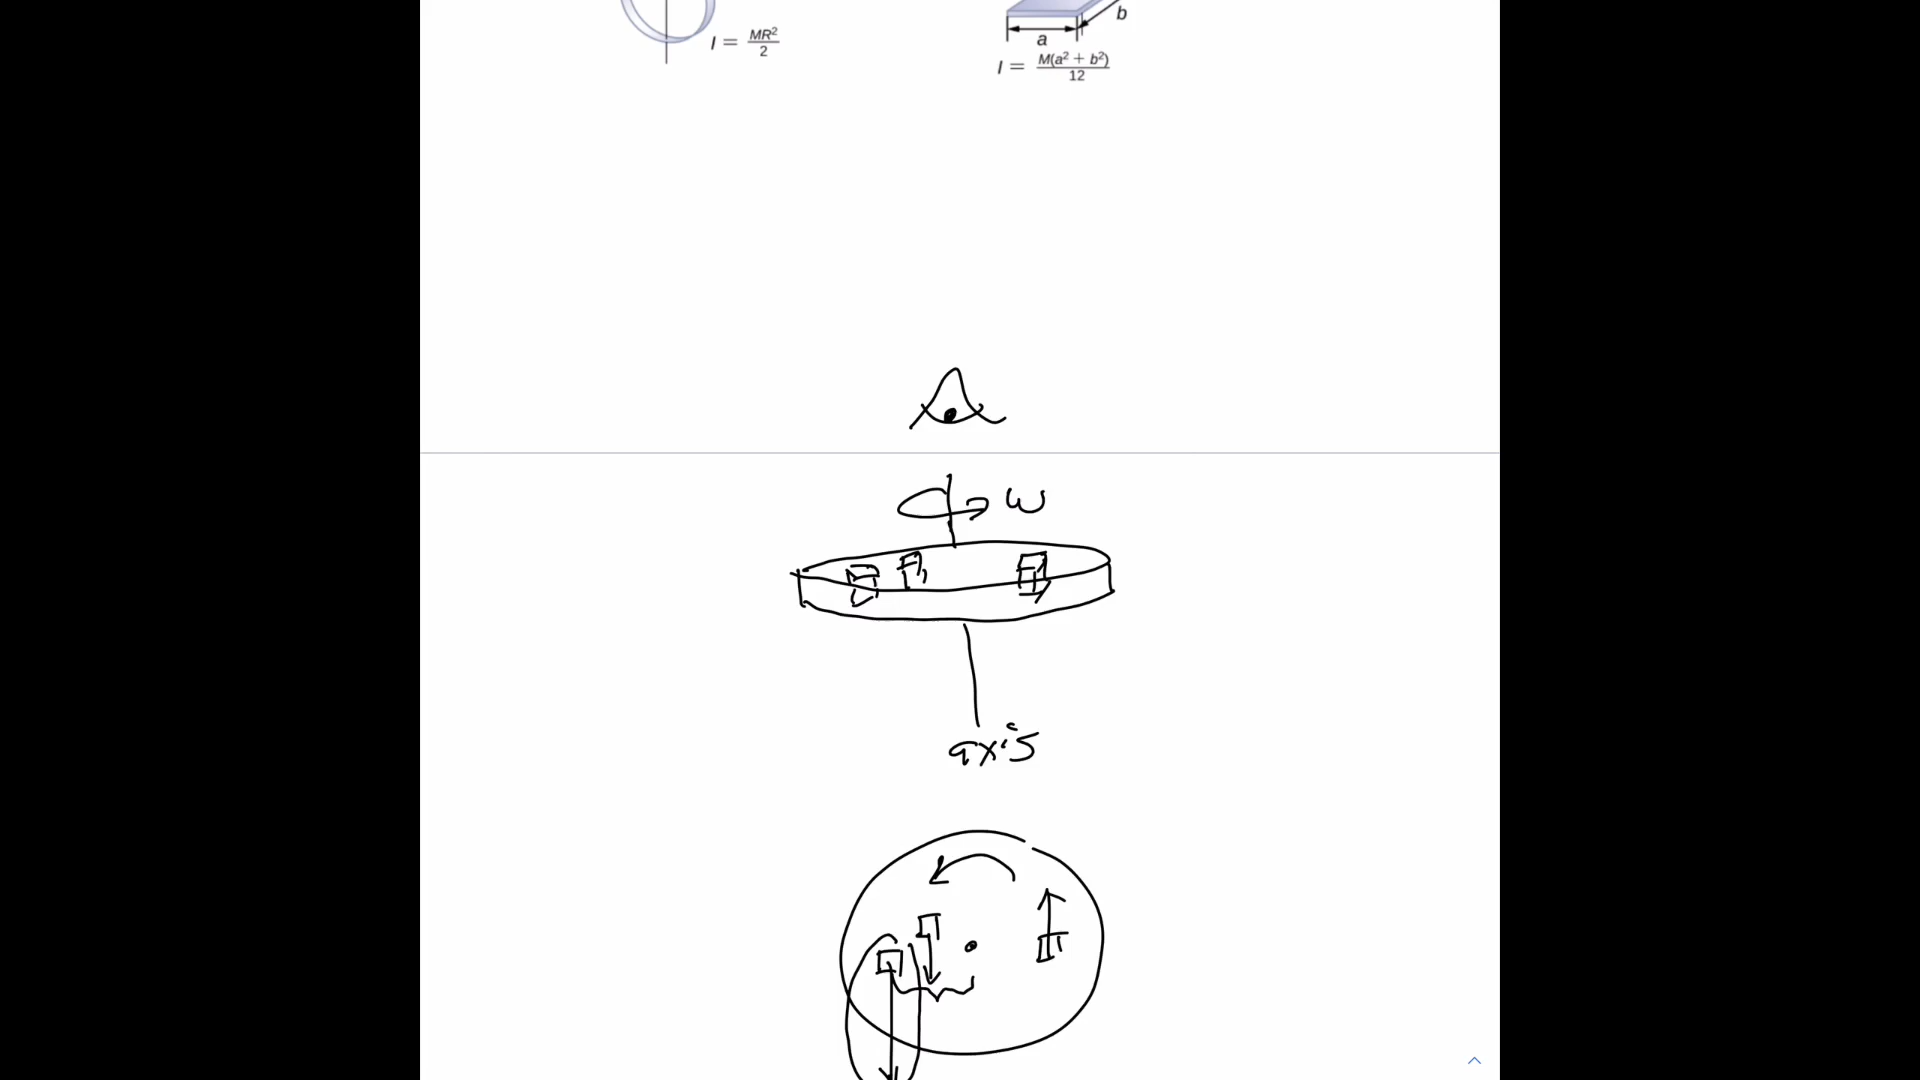 I = MR²/2
b
a
I = M(a² + b²)/12
ω
axis